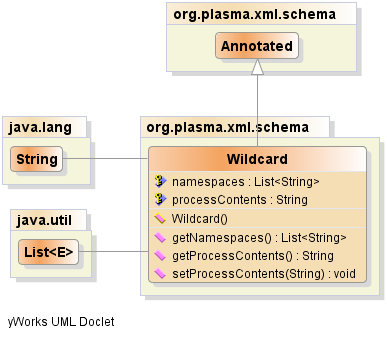 org.plasma.xml.schema
Annotated
java.lang
String
org.plasma.xml.schema
Wildcard
namespaces : List<String>
processContents : String
Wildcard()
getNamespaces() : List<String>
getProcessContents() : String
setProcessContents(String) : void
java.util
List<E>
yWorks UML Doclet